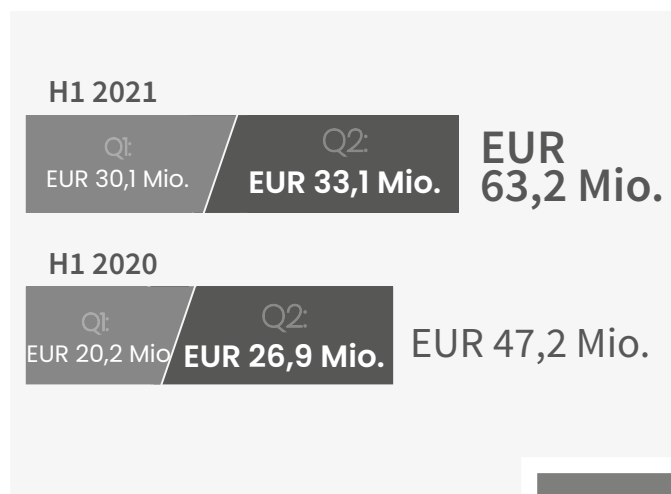 H1 2021
Q1:
EUR 30,1 Mio.
Q2:
EUR 33,1 Mio.
EUR
63,2 Mio.
H1 2020
Q1:
EUR 20,2 Mio
Q2:
EUR 26,9 Mio.
EUR 47,2 Mio.